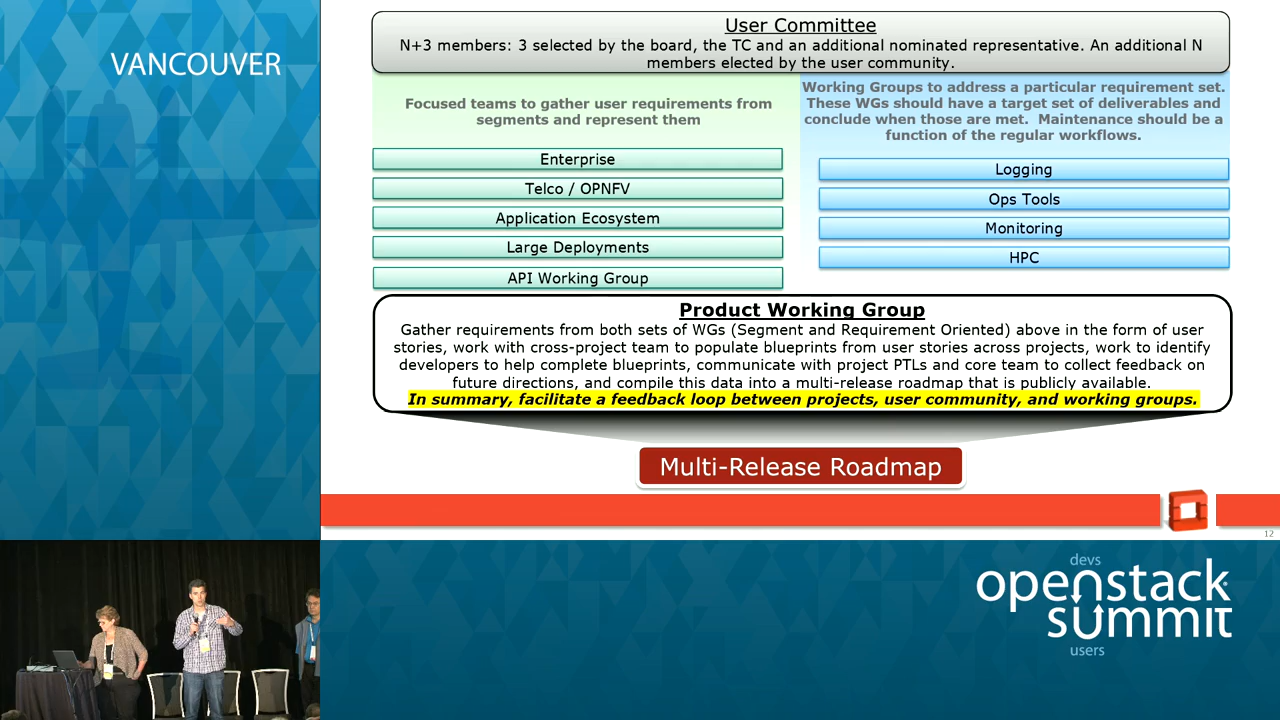 VANCOUVER
User Committee
N+3 members: 3 selected by the board, the TC and an additional nominated representative. An additional N
members elected by the user community.
Focused teams to gather user requirements from
segments and represent them
Enterprise
Telco / OPNFV
Application Ecosystem
Large Deployments
API Working Group
Working Groups to address a particular requirement set.
These WGs should have a target set of deliverables and
conclude when those are met. Maintenance should be a
function of the regular workflows.
Logging
Ops Tools
Monitoring
HPC
Product Working Group
Gather requirements from both sets of WGs (Segment and Requirement Oriented) above in the form of user
stories, work with cross-project team to populate blueprints from user stories across projects, work to identify
developers to help complete blueprints, communicate with project PTLs and core team to collect feedback on
future directions, and compile this data into a multi-release roadmap that is publicly available.
In summary, facilitate a feedback loop between projects, user community, and working groups.
Multi-Release Roadmap
12
devs
openstack
summit
users